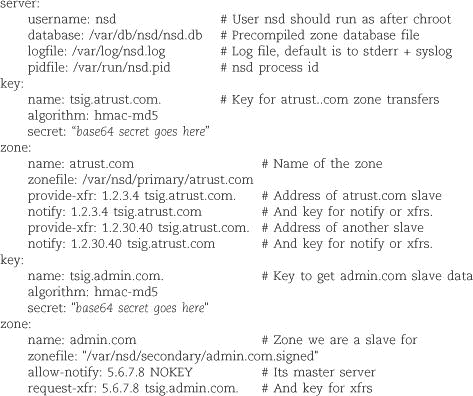 server:
username: nsd # User nsd should run as after chroot
database: /var/db/nsd/nsd.db # Precompiled zone database file
logfile: /var/log/nsd.log # Log file, default is to stderr + syslog
pidfile: /var/run/nsd.pid # nsd process id
key:
name: tsig.atrust.com. # Key for atrust..com zone transfers
algorithm: hmac-md5
secret: “base64 secret goes here”
zone:
name: atrust.com # Name of the zone
zonefile: /var/nsd/primary/atrust.com
provide-xfr: 1.2.3.4 tsig.atrust.com. # Address of atrust.com slave
notify: 1.2.3.4 tsig.atrust.com # And key for notify or xfrs.
provide-xfr: 1.2.30.40 tsig.atrust.com. # Address of another slave
notify: 1.2.30.40 tsig.atrust.com # And key for notify or xfrs.
key:
name: tsig.admin.com. # Key to get admin.com slave data
algorithm: hmac-md5
secret: "base64 secret goes here"
zone:
name: admin.com # Zone we are a slave for
zonefile: "/var/nsd/secondary/admin.com.signed"
allow-notify: 5.6.7.8 NOKEY # Its master server
request-xfr: 5.6.7.8 tsig.admin.com. # And key for xfrs